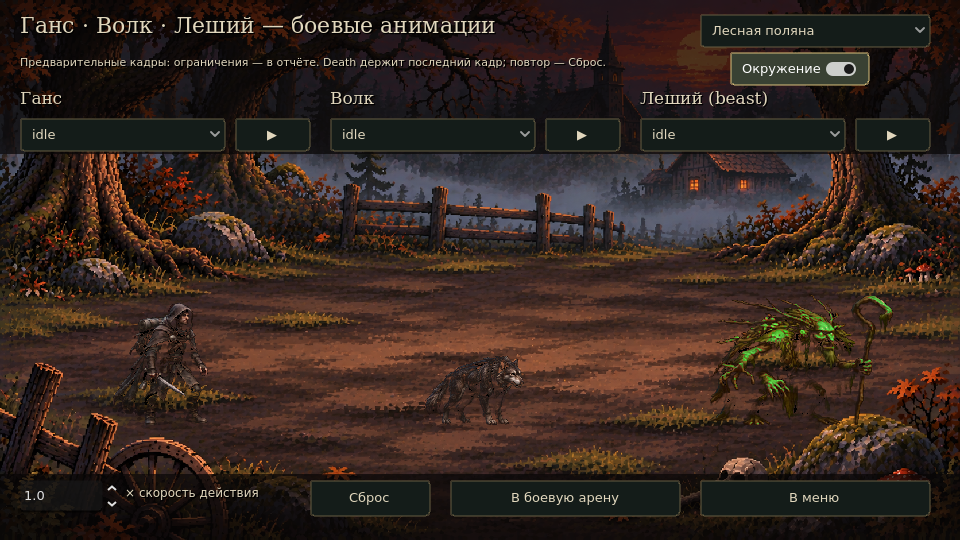 Ганс · Волк · Леший — боевые анимации
Лесная поляна
Предварительные кадры: ограничения — в отчёте. Death держит последний кадр; повтор — Сброс.
Окружение
Ганс
Волк
Леший (beast)
idle
idle
idle
1.0
× скорость действия
Сброс
В боевую арену
В меню